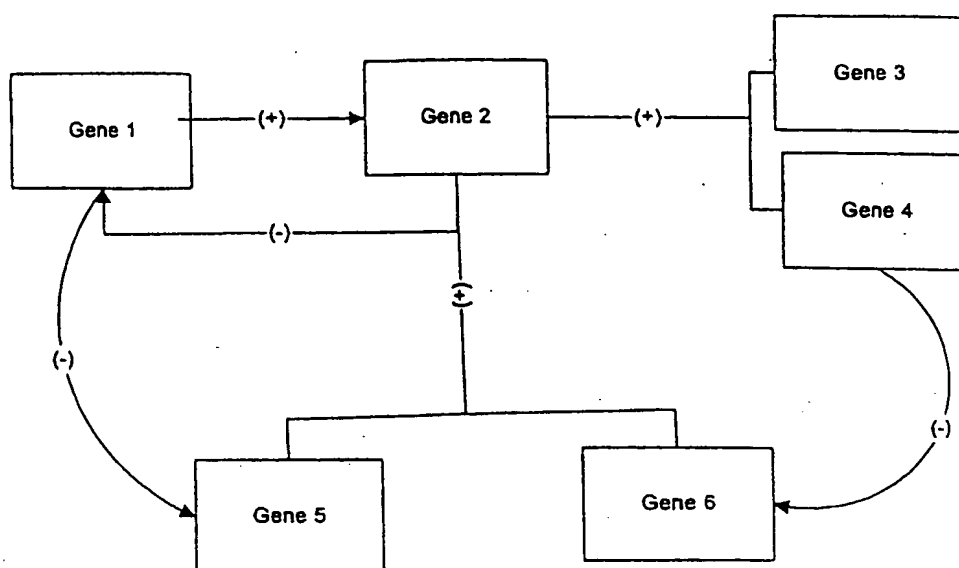 Gene 3
Gene 1
(+)
Gene 2
(+)
Gene 4
(-)
(+)
(-)
(-)
Gene 5
Gene 6